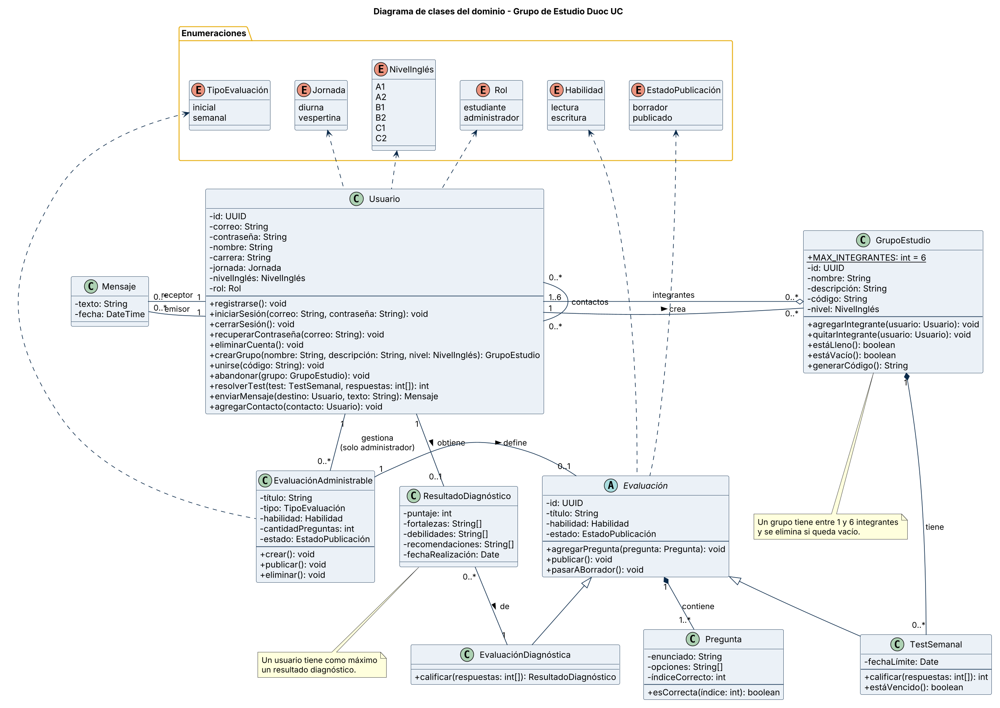 Diagrama de clases del dominio - Grupo de Estudio Duoc UC
Enumeraciones
E TipoEvaluación
inicial
semanal
E Jornada
diurna
vespertina
E NivelInglés
A1
A2
B1
B2
C1
C2
E Rol
estudiante
administrador
E Habilidad
lectura
escritura
E EstadoPublicación
borrador
publicado
C Usuario
-id: UUID
-correo: String
-contraseña: String
-nombre: String
-carrera: String
-jornada: Jornada
-nivelInglés: NivelInglés
-rol: Rol
+registrarse(): void
+iniciarSesión(correo: String, contraseña: String): void
+cerrarSesión(): void
+recuperarContraseña(correo: String): void
+eliminarCuenta(): void
+crearGrupo(nombre: String, descripción: String, nivel: NivelInglés): GrupoEstudio
+unirse(código: String): void
+abandonar(grupo: GrupoEstudio): void
+resolverTest(test: TestSemanal, respuestas: int[]): int
+enviarMensaje(destino: Usuario, texto: String): Mensaje
+agregarContacto(contacto: Usuario): void
C Mensaje
-texto: String
-fecha: DateTime
0..* receptor 1
0..* emisor 1
0..*
contactos
0..*
1..6 integrantes 0..*
1 crea 0..*
C GrupoEstudio
+MAX_INTEGRANTES: int = 6
-id: UUID
-nombre: String
-descripción: String
-código: String
-nivel: NivelInglés
+agregarIntegrante(usuario: Usuario): void
+quitarIntegrante(usuario: Usuario): void
+estáLleno(): boolean
+estáVacío(): boolean
+generarCódigo(): String
1
gestiona
(solo administrador)
0..*
1
obtiene
0..1
1
define
0..1
1
tiene
0..*
C EvaluaciónAdministrable
-título: String
-tipo: TipoEvaluación
-habilidad: Habilidad
-cantidadPreguntas: int
-estado: EstadoPublicación
+crear(): void
+publicar(): void
+eliminar(): void
C ResultadoDiagnóstico
-puntaje: int
-fortalezas: String[]
-debilidades: String[]
-recomendaciones: String[]
-fechaRealización: Date
A Evaluación
-id: UUID
-título: String
-habilidad: Habilidad
-estado: EstadoPublicación
+agregarPregunta(pregunta: Pregunta): void
+publicar(): void
+pasarABorrador(): void
Un grupo tiene entre 1 y 6 integrantes
y se elimina si queda vacío.
0..*
de
1
1
contiene
1..*
Un usuario tiene como máximo
un resultado diagnóstico.
C EvaluaciónDiagnóstica
+calificar(respuestas: int[]): ResultadoDiagnóstico
C Pregunta
-enunciado: String
-opciones: String[]
-índiceCorrecto: int
+esCorrecta(índice: int): boolean
C TestSemanal
-fechaLímite: Date
+calificar(respuestas: int[]): int
+estáVencido(): boolean